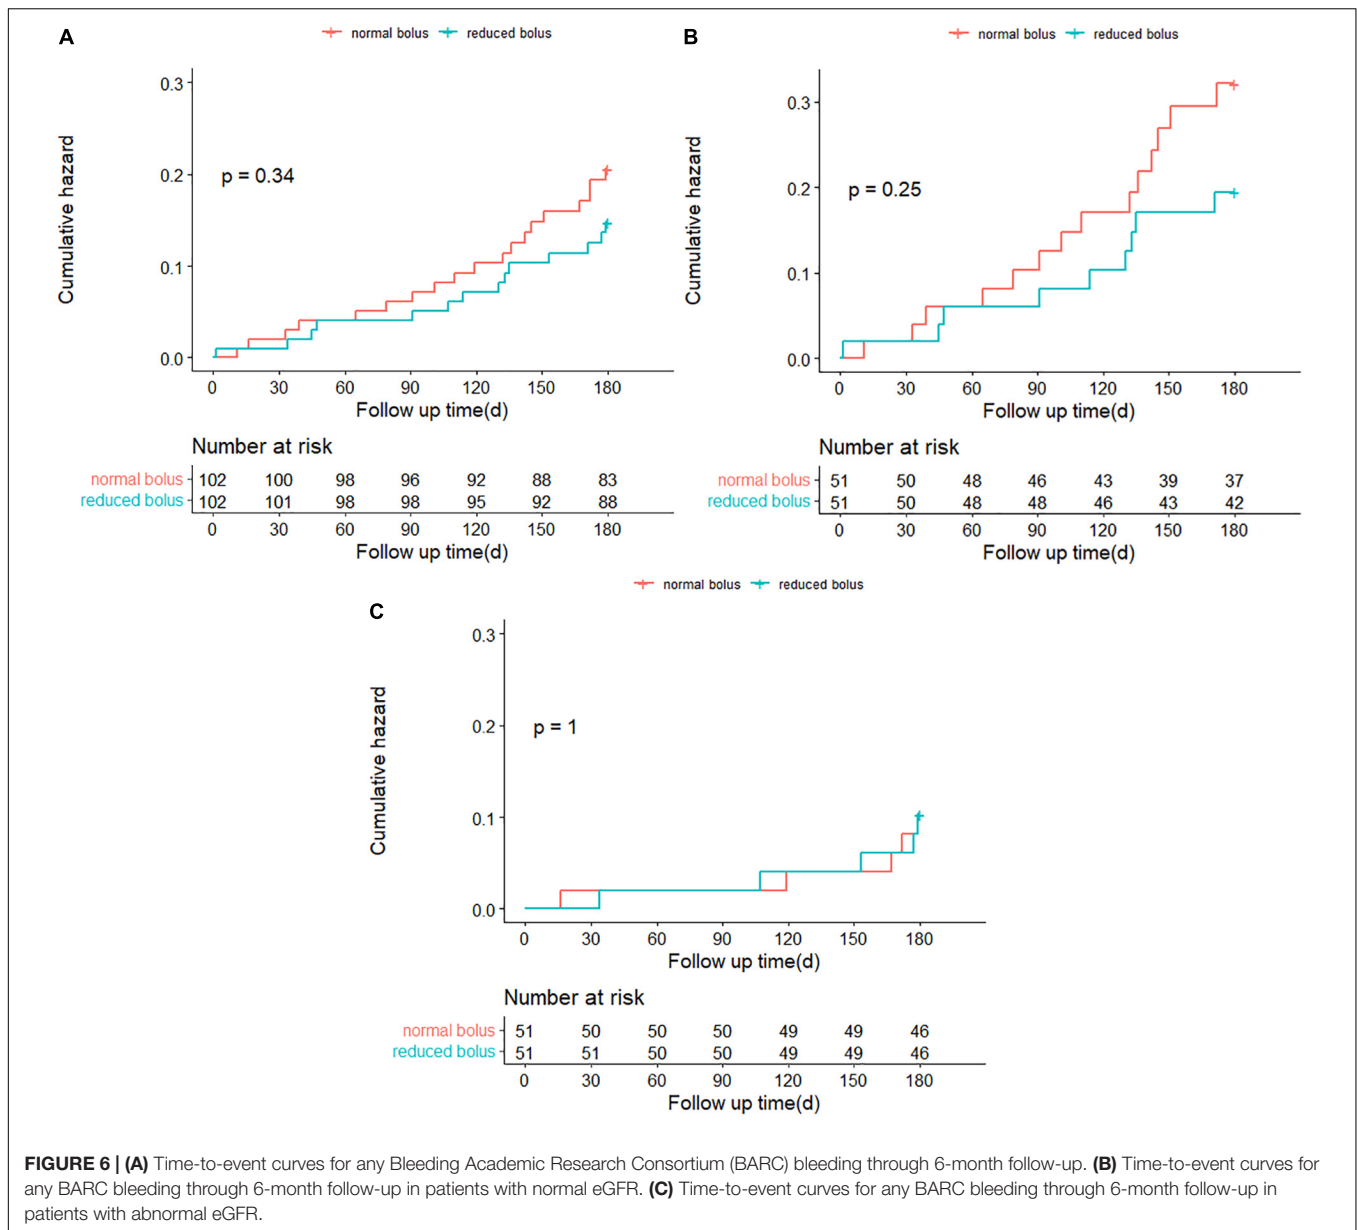 A
normal bolus reduced bolus
Cumulative hazard
0.3
0.2
0.1
0.0
p = 0.34
0 30 60 90 120 150 180
Follow up time(d)
Number at risk
normal bolus 102 100 98 96 92 88 83
reduced bolus 102 101 98 98 95 92 88
0 30 60 90 120 150 180
Follow up time(d)
B
normal bolus reduced bolus
Cumulative hazard
0.3
0.2
0.1
0.0
p = 0.25
0 30 60 90 120 150 180
Follow up time(d)
Number at risk
normal bolus 51 50 48 46 43 39 37
reduced bolus 51 50 48 48 46 43 42
0 30 60 90 120 150 180
Follow up time(d)
C
normal bolus reduced bolus
Cumulative hazard
0.3
0.2
0.1
0.0
p = 1
0 30 60 90 120 150 180
Follow up time(d)
Number at risk
normal bolus 51 50 50 50 49 49 46
reduced bolus 51 51 50 50 49 49 46
0 30 60 90 120 150 180
Follow up time(d)
FIGURE 6 | (A) Time-to-event curves for any Bleeding Academic Research Consortium (BARC) bleeding through 6-month follow-up. (B) Time-to-event curves for
any BARC bleeding through 6-month follow-up in patients with normal eGFR. (C) Time-to-event curves for any BARC bleeding through 6-month follow-up in
patients with abnormal eGFR.